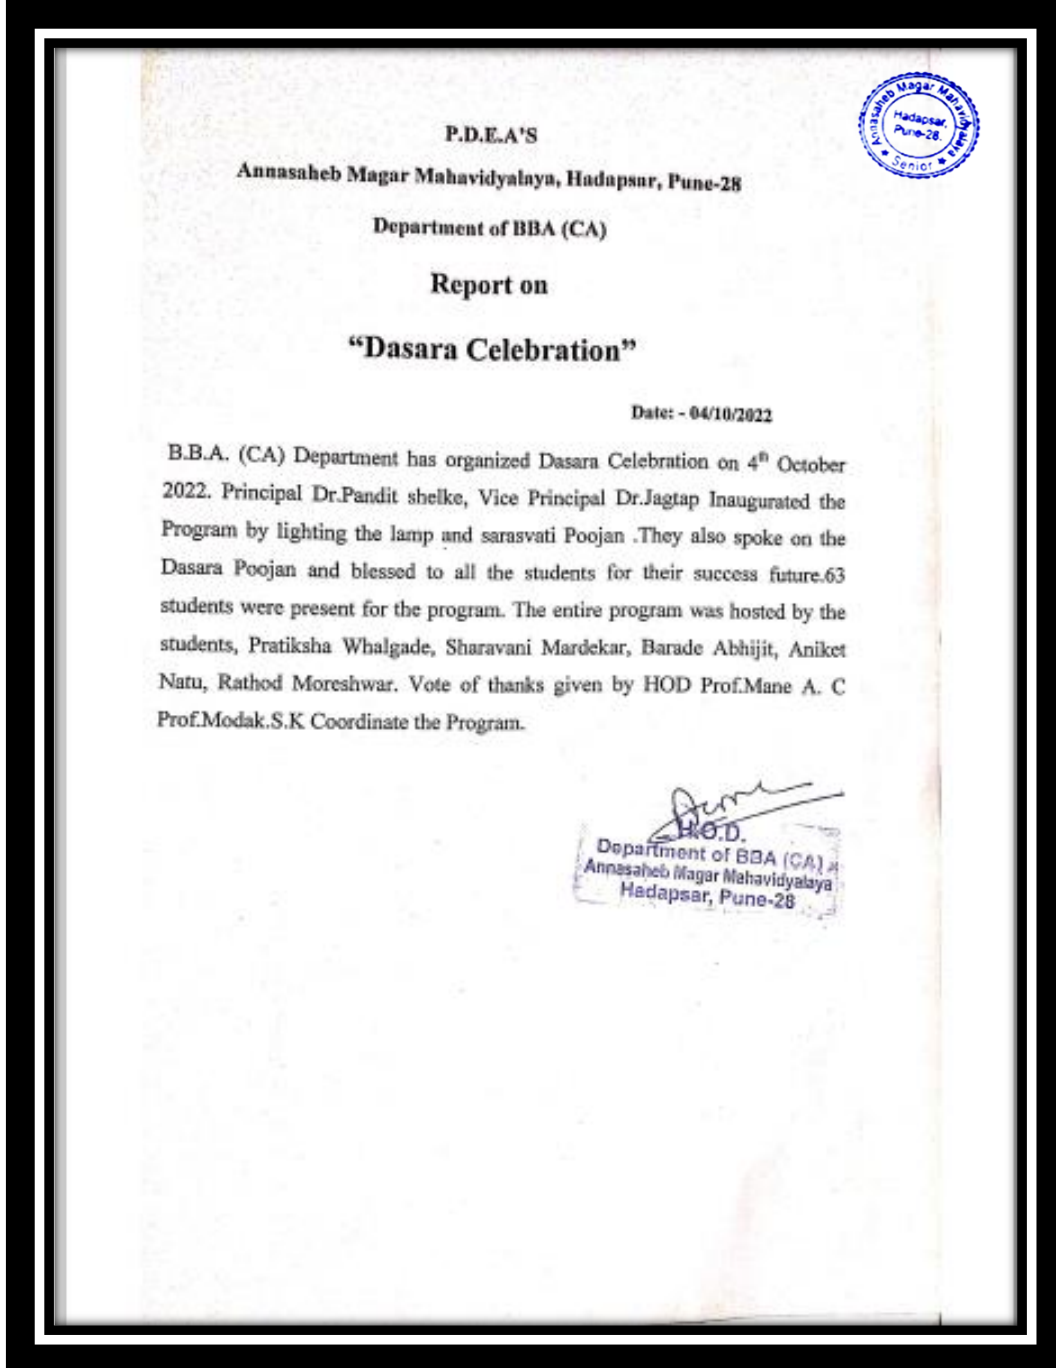 Annasaheb Magar Mahavidyalaya
Hadapsar,
Pune-28.
★ Senior ★
P.D.E.A'S
Annasaheb Magar Mahavidyalaya, Hadapsar, Pune-28
Department of BBA (CA)
Report on
“Dasara Celebration”
Date: - 04/10/2022
B.B.A. (CA) Department has organized Dasara Celebration on 4th October
2022. Principal Dr.Pandit shelke, Vice Principal Dr.Jagtap Inaugurated the
Program by lighting the lamp and sarasvati Poojan .They also spoke on the
Dasara Poojan and blessed to all the students for their success future.63
students were present for the program. The entire program was hosted by the
students, Pratiksha Whalgade, Sharavani Mardekar, Barade Abhijit, Aniket
Natu, Rathod Moreshwar. Vote of thanks given by HOD Prof.Mane A. C
Prof.Modak.S.K Coordinate the Program.
H.O.D.
Department of BBA (CA)
Annasaheb Magar Mahavidyalaya
Hadapsar, Pune-28